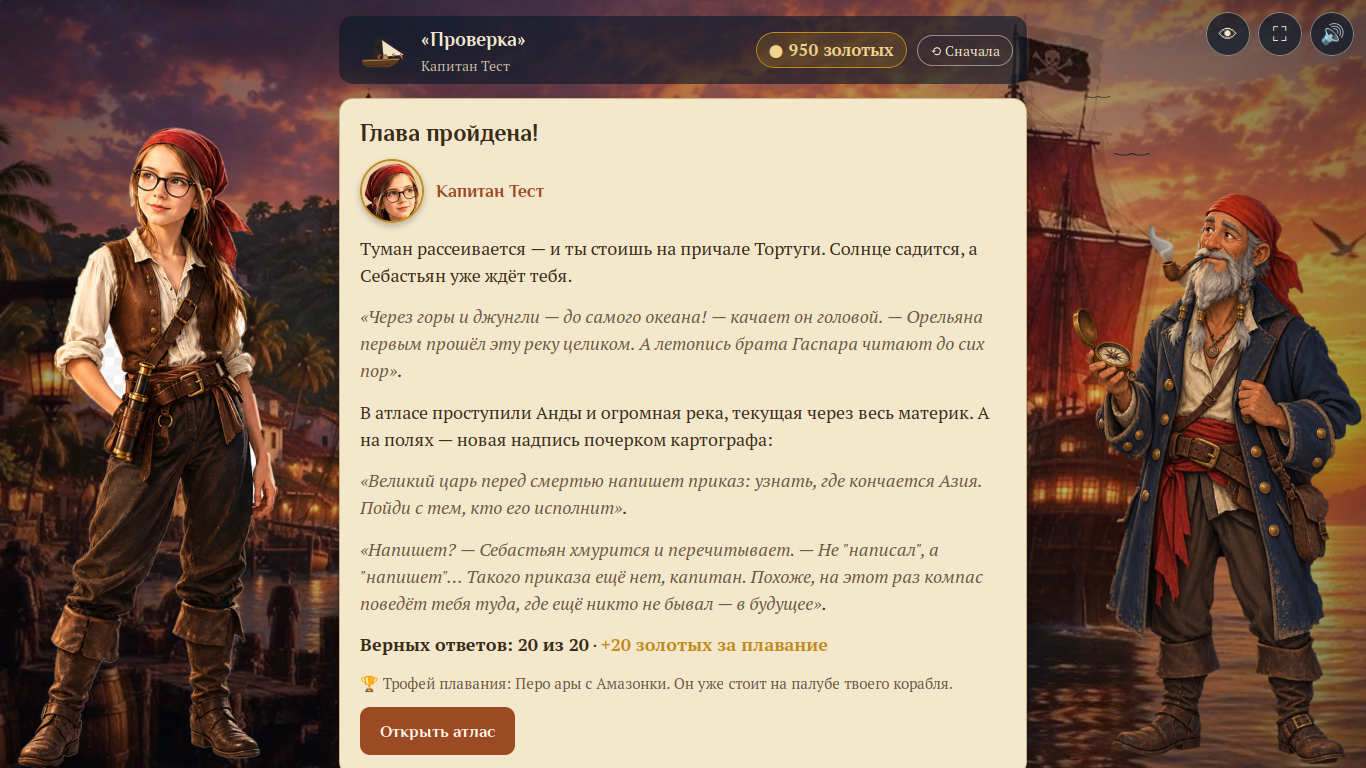 «Проверка»
Капитан Тест
950 золотых
⟲ Сначала
Глава пройдена!
Капитан Тест
Туман рассеивается — и ты стоишь на причале Тортуги. Солнце садится, а
Себастьян уже ждёт тебя.
«Через горы и джунгли — до самого океана! — качает он головой. — Орельяна
первым прошёл эту реку целиком. А летопись брата Гаспара читают до сих
пор».
В атласе проступили Анды и огромная река, текущая через весь материк. А
на полях — новая надпись почерком картографа:
«Великий царь перед смертью напишет приказ: узнать, где кончается Азия.
Пойди с тем, кто его исполнит».
«Напишет? — Себастьян хмурится и перечитывает. — Не "написал", а
"напишет"… Такого приказа ещё нет, капитан. Похоже, на этот раз компас
поведёт тебя туда, где ещё никто не бывал — в будущее».
Верных ответов: 20 из 20 · +20 золотых за плавание
🏆 Трофей плавания: Перо ары с Амазонки. Он уже стоит на палубе твоего корабля.
Открыть атлас